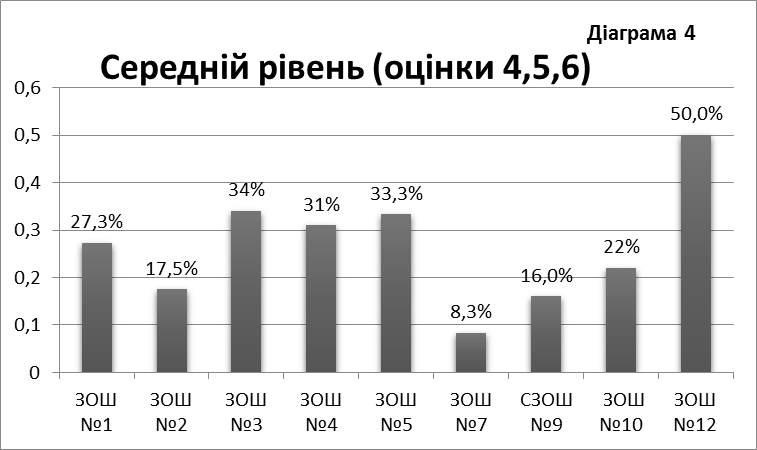 Діаграма 4
Середній рівень (оцінки 4,5,6)
0,6
0,5
0,4
0,3
0,2
0,1
0
27,3%
17,5%
34%
31%
33,3%
8,3%
16,0%
22%
50,0%
ЗОШ
№1
ЗОШ
№2
ЗОШ
№3
ЗОШ
№4
ЗОШ
№5
ЗОШ
№7
СЗОШ
№9
ЗОШ
№10
ЗОШ
№12